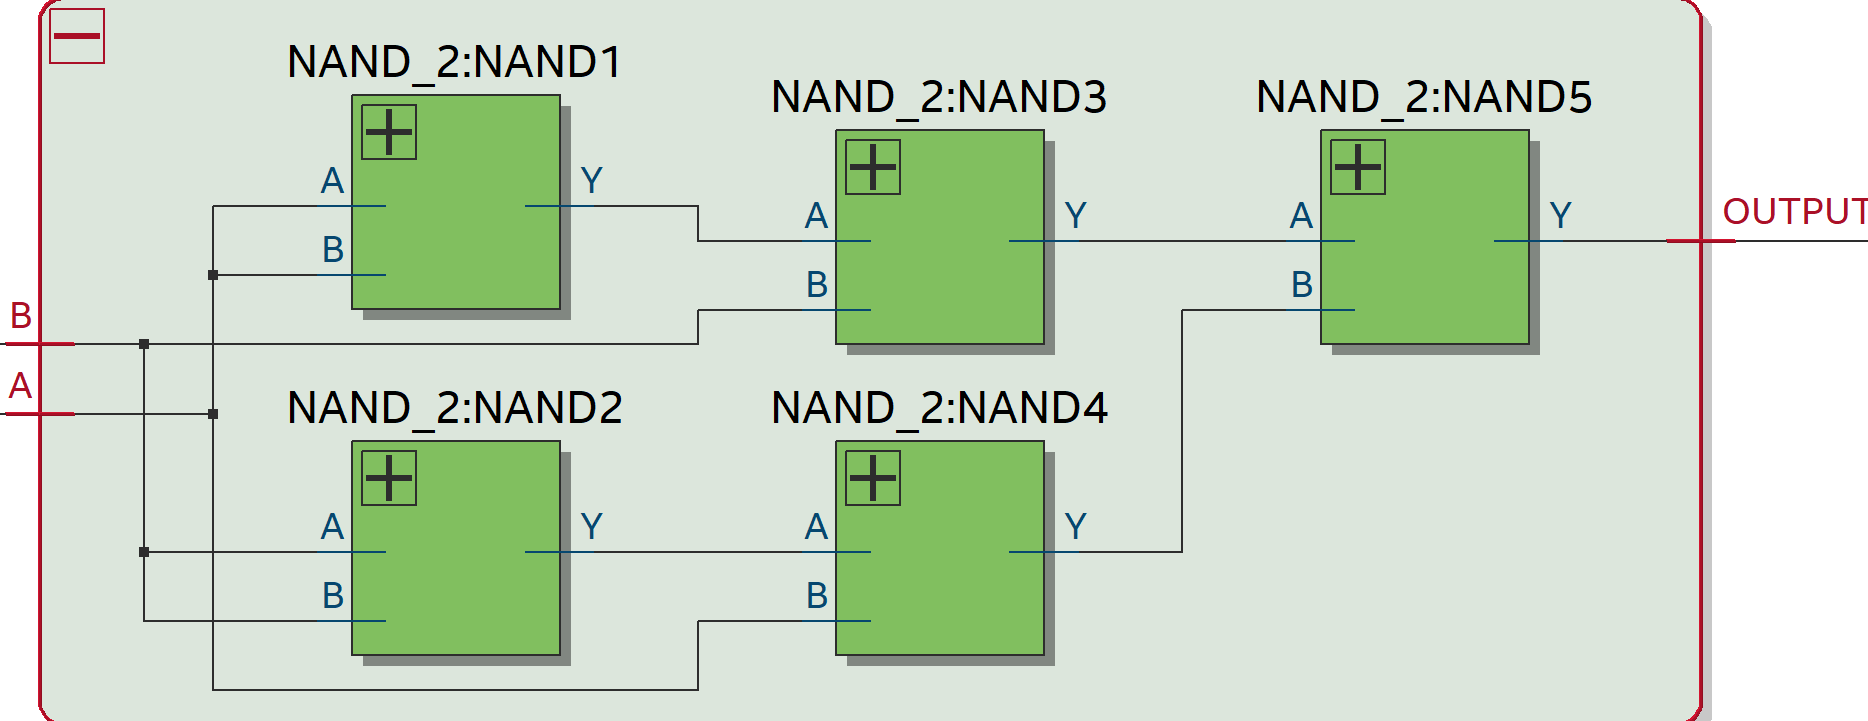 NAND_2:NAND1
NAND_2:NAND3
NAND_2:NAND5
A
Y
B
A
Y
B
A
Y
B
OUTPUT
B
A
NAND_2:NAND2
NAND_2:NAND4
A
Y
B
A
Y
B